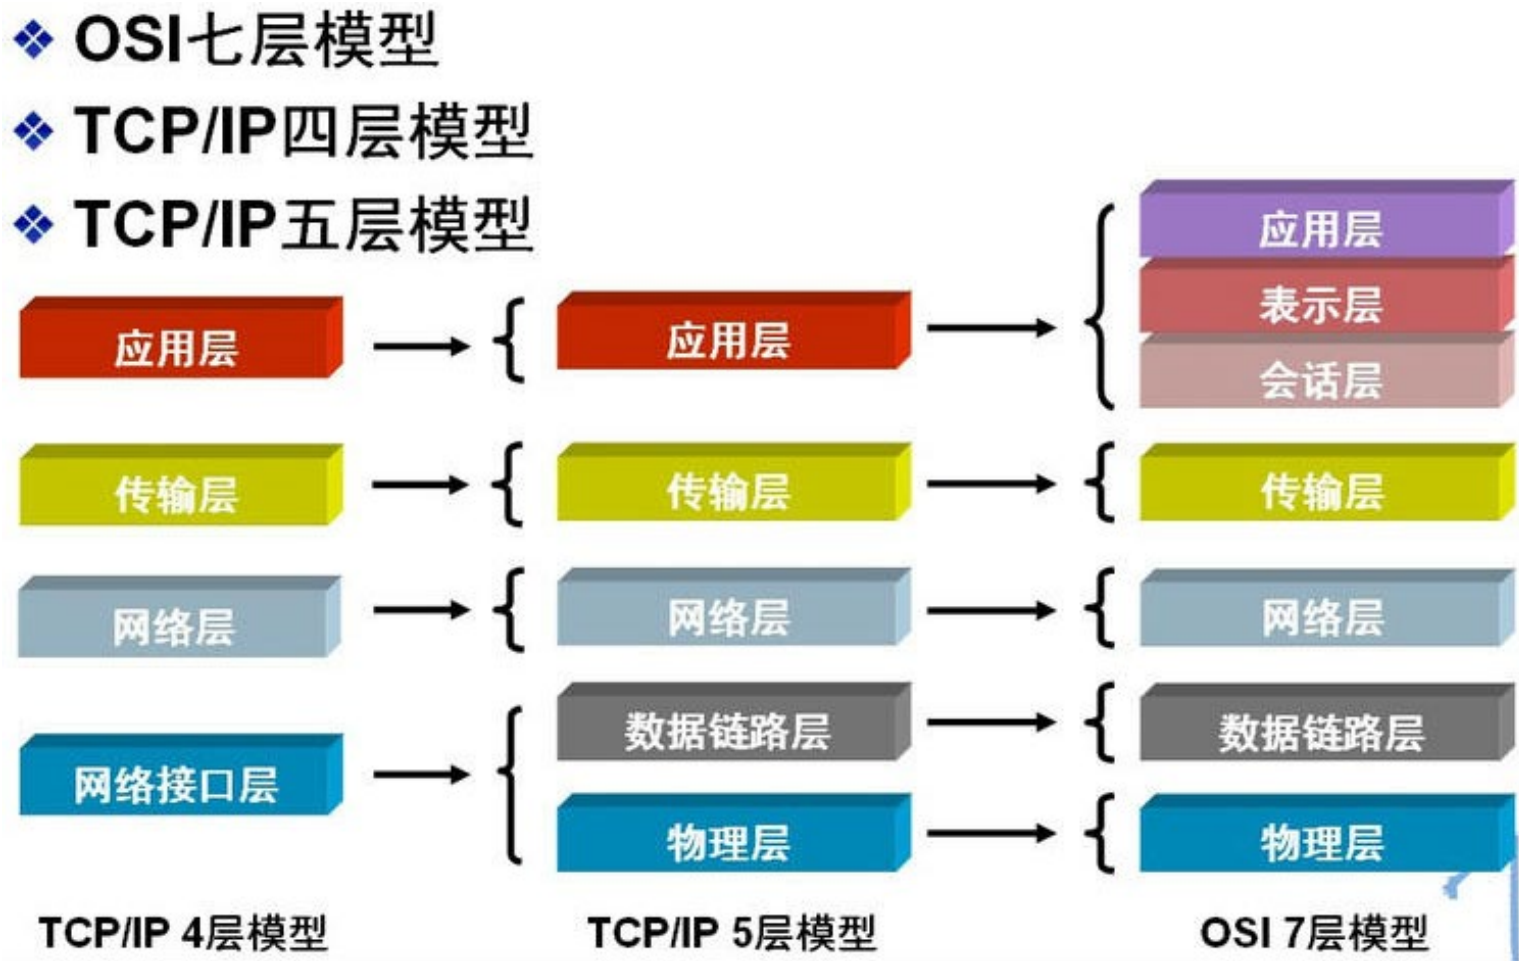 OSI七层模型
TCP/IP四层模型
TCP/IP五层模型
应用层
传输层
网络层
网络接口层
TCP/IP 4层模型
应用层
传输层
网络层
数据链路层
物理层
TCP/IP 5层模型
应用层
表示层
会话层
传输层
网络层
数据链路层
物理层
OSI 7层模型